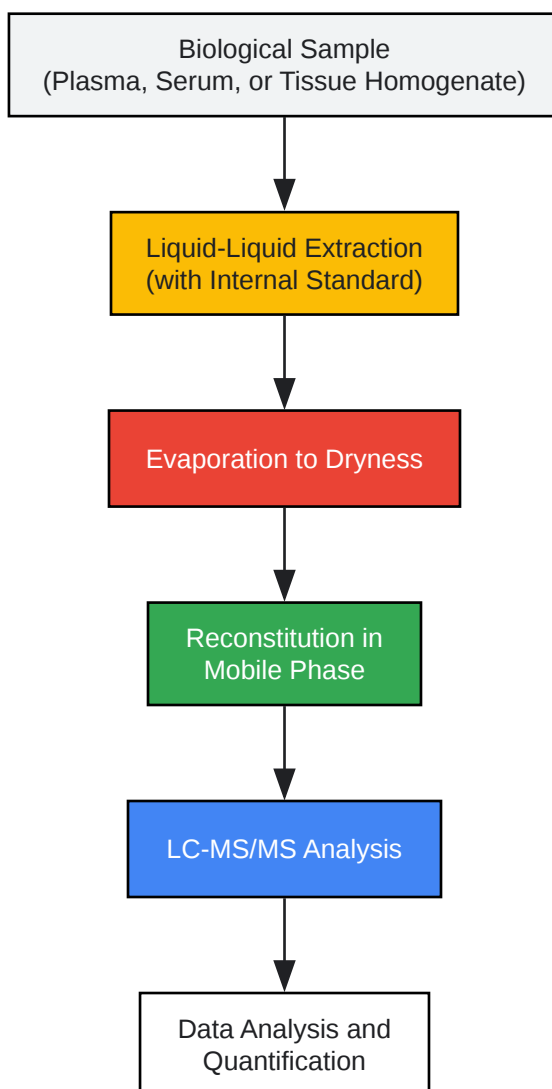 Biological Sample
(Plasma, Serum, or Tissue Homogenate)
Liquid-Liquid Extraction
(with Internal Standard)
Evaporation to Dryness
Reconstitution in
Mobile Phase
LC-MS/MS Analysis
Data Analysis and
Quantification